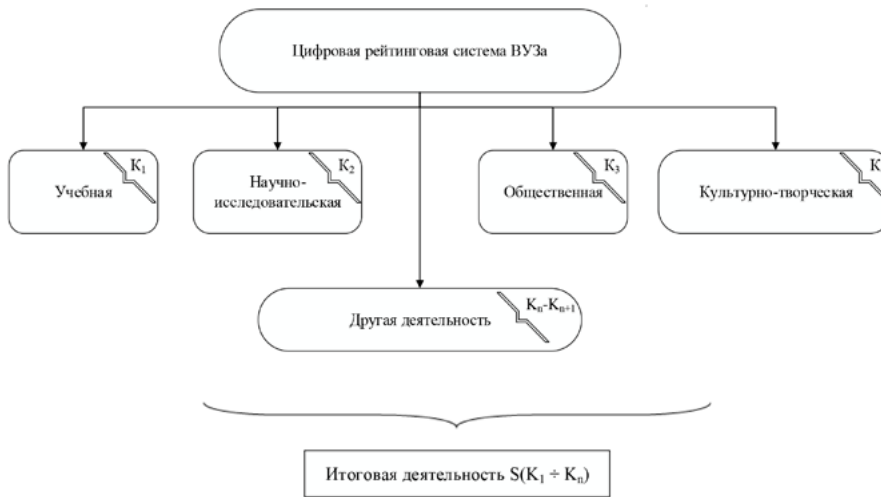 Цифровая рейтинговая система ВУЗа
K₁
Учебная
K₂
Научно-
исследовательская
K₃
Общественная
K
Культурно-творческая
Kₙ-Kₙ₊₁
Другая деятельность
Итоговая деятельность S(K₁ ÷ Kₙ)